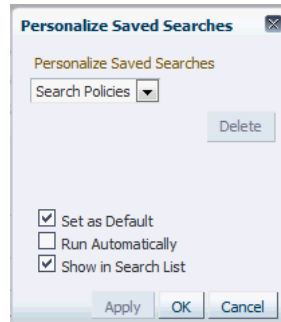 Personalize Saved Searches
Personalize Saved Searches
Search Policies
Delete
Set as Default
Run Automatically
Show in Search List
Apply OK Cancel